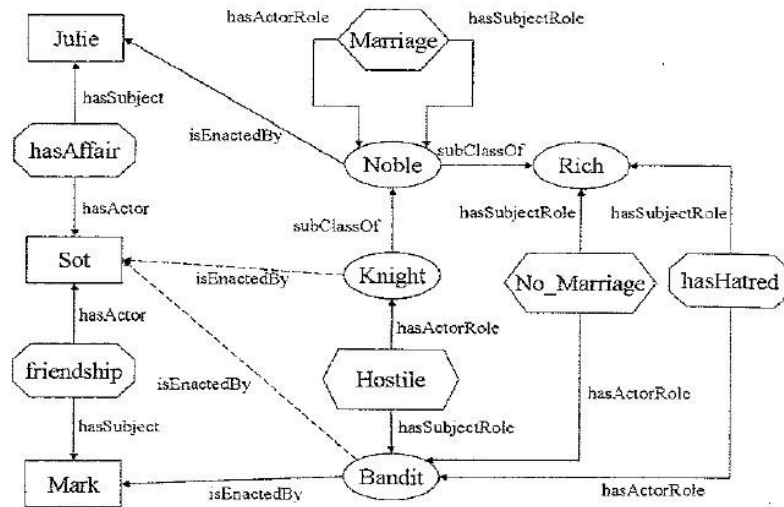 hasActorRole
hasSubjectRole
Marriage
Julie
hasSubject
isEnactedBy
hasAffair
Noble
subClassOf
Rich
hasActor
subClassOf
hasSubjectRole
hasSubjectRole
Sot
isEnactedBy
Knight
No_Marriage
hasHatred
hasActor
hasActorRole
friendship
isEnactedBy
Hostile
hasActorRole
hasSubject
hasSubjectRole
Mark
isEnactedBy
Bandit
hasActorRole